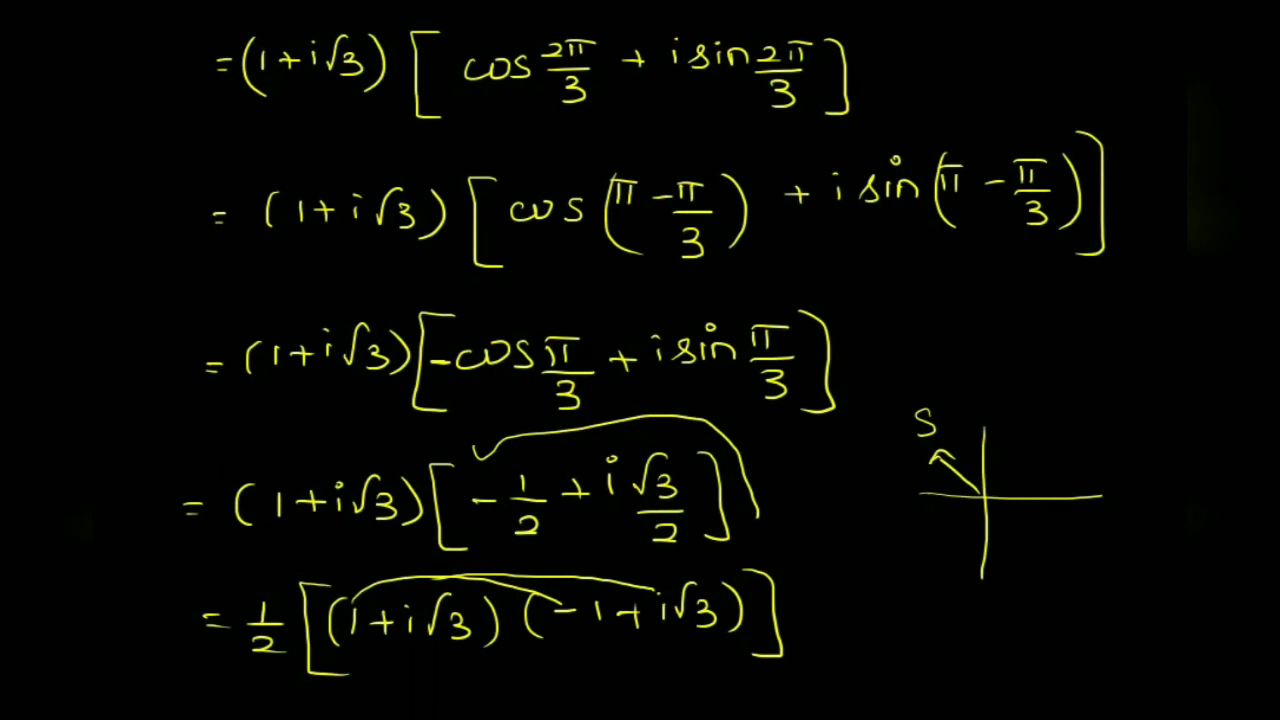 =(1+i√3) [cos 2π/3 + i sin 2π/3]
= (1+i√3) [cos (π - π/3) + i sin (π - π/3)]
= (1+i√3) [-cos π/3 + i sin π/3]
S
= (1+i√3) [- 1/2 + i √3/2]
= 1/2 [(1+i√3) (-1+i√3)]